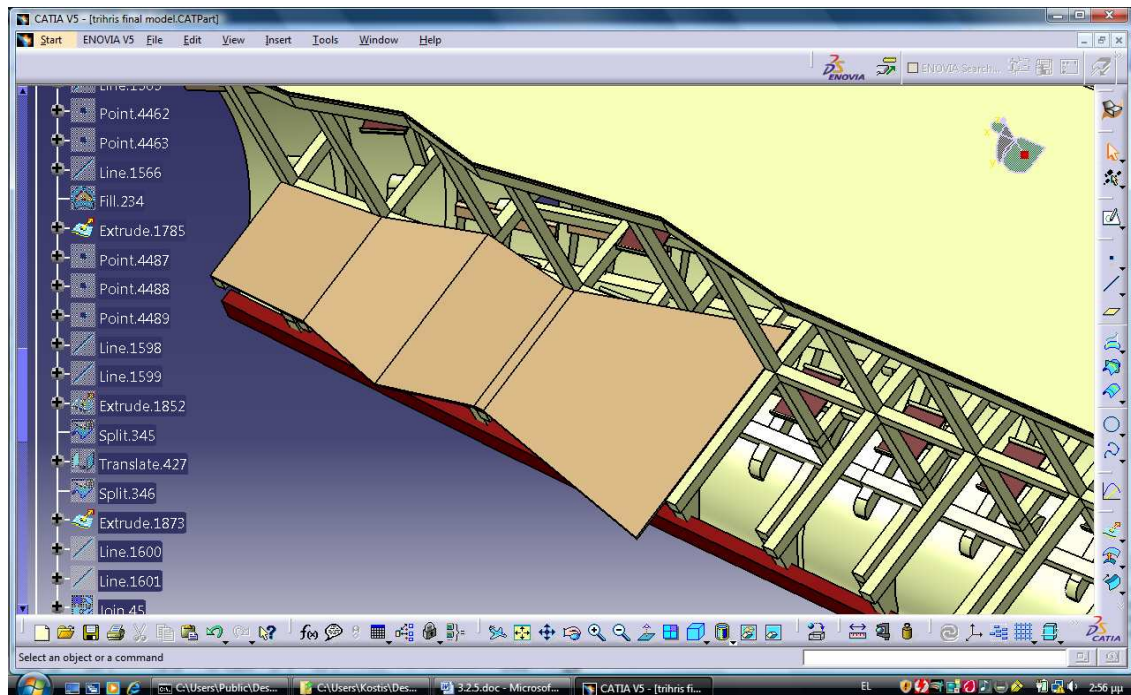 CATIA V5 - [trihris final model.CATPart]
Start ENOVIA V5 File Edit View Insert Tools Window Help
ENOVIA
ENOVIA Search...
Point.4462
Point.4463
Line.1566
Fill.234
Extrude.1785
Point.4487
Point.4488
Point.4489
Line.1598
Line.1599
Extrude.1852
Split.345
Translate.427
Split.346
Extrude.1873
Line.1600
Line.1601
Join.45
f(x)
CATIA
Select an object or a command
C:\Users\Public\Des...
C:\Users\Kostis\Des...
3.2.5.doc - Microsof...
CATIA V5 - [trihris fi...
EL
2:56 μμ